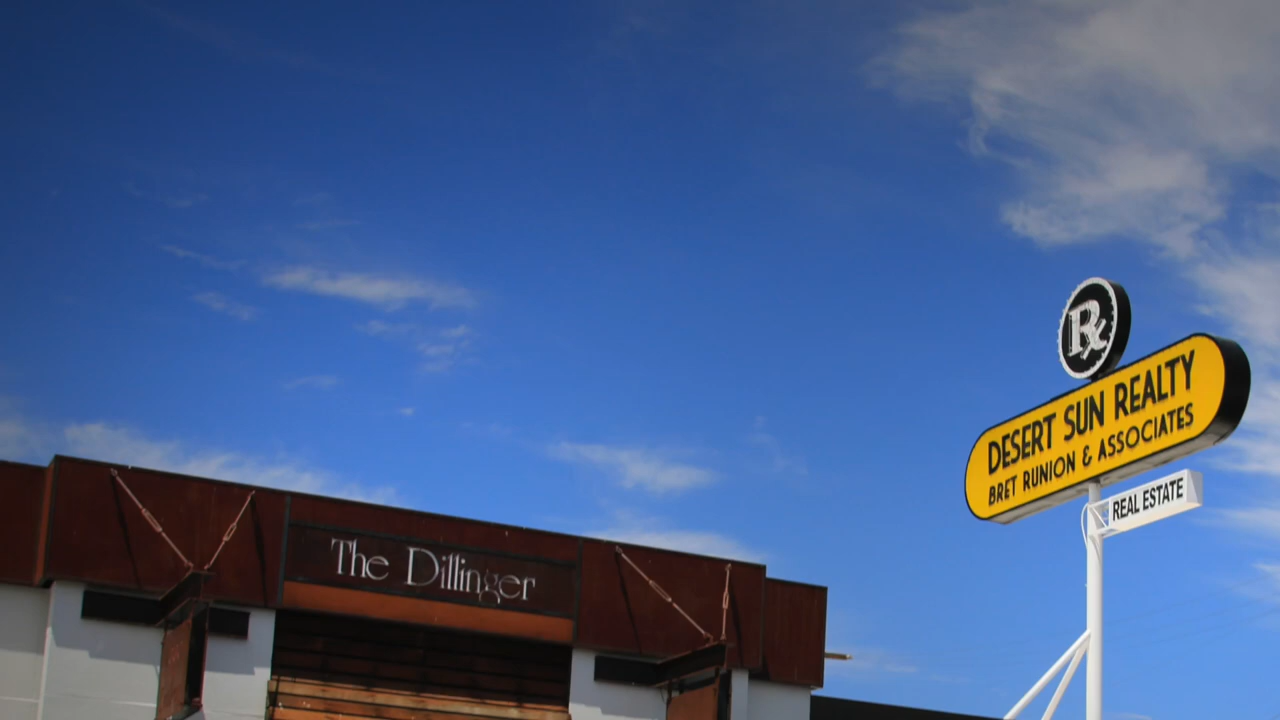 The Dillinger
Rx
DESERT SUN REALTY
BRET RUNION & ASSOCIATES
REAL ESTATE